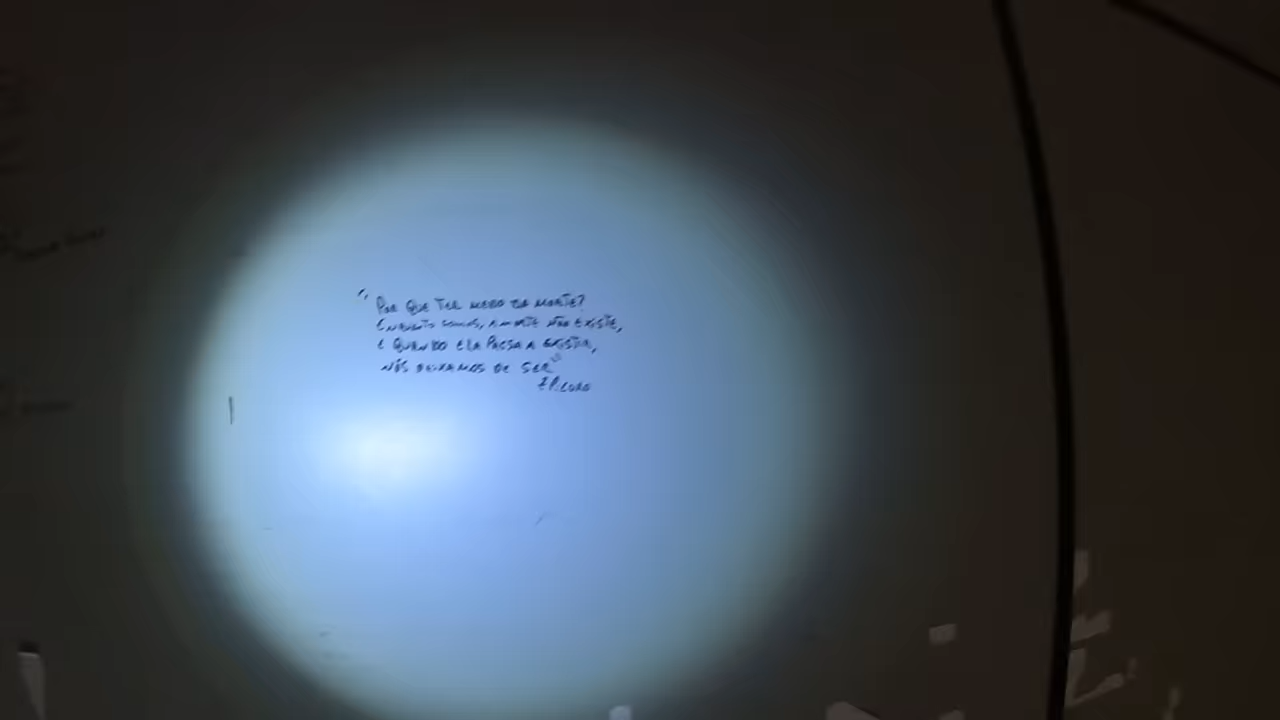 "POR QUE TER MEDO DA MORTE?
ENQUANTO SOMOS, A MORTE NÃO EXISTE,
E QUANDO ELA PASSA A EXISTIR,
NÓS DEIXAMOS DE SER"
EPICURO